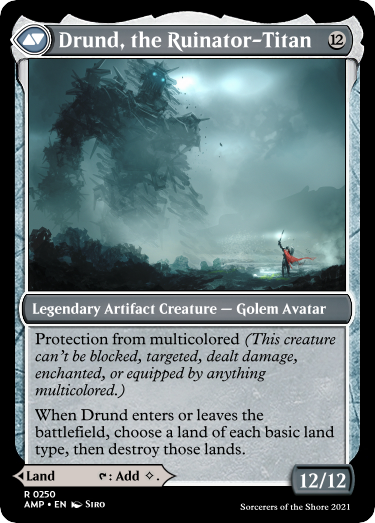 Drund, the Ruinator-Titan 12
Legendary Artifact Creature — Golem Avatar
Protection from multicolored (This creature
can't be blocked, targeted, dealt damage,
enchanted, or equipped by anything
multicolored.)
When Drund enters or leaves the
battlefield, choose a land of each basic land
type, then destroy those lands.
Land : Add .
12/12
R 0250
AMP • EN Siro
Sorcerers of the Shore 2021